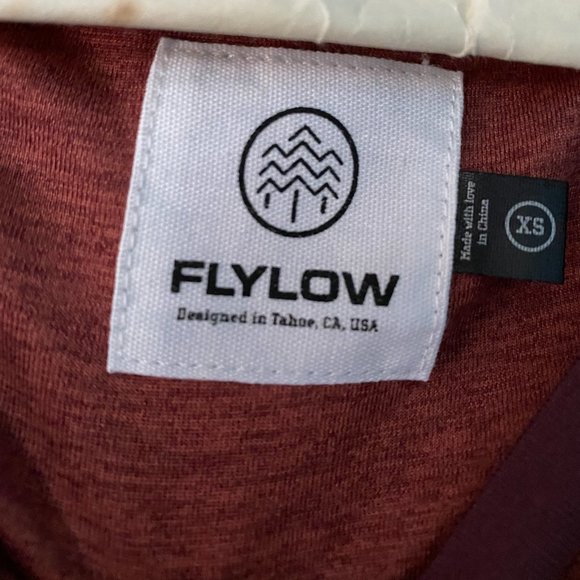 FLYLOW
Designed in Tahoe, CA, USA
Made with love
in China
XS